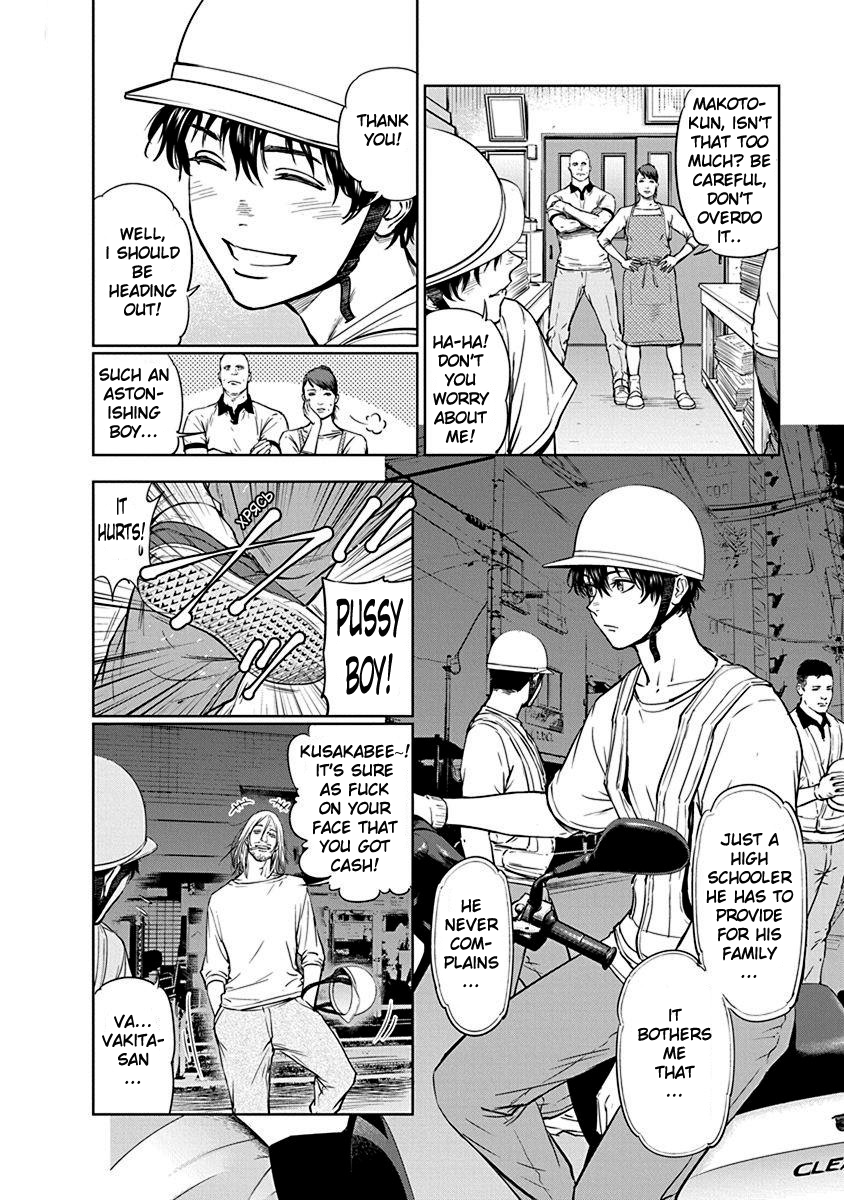 MAKOTO-
KUN, ISN'T
THAT TOO
MUCH? BE
CAREFUL,
DON'T
OVERDO
IT..
HA-HA!
DON'T
YOU
WORRY
ABOUT
ME!
THANK
YOU!
WELL,
I SHOULD
BE
HEADING
OUT!
SUCH AN
ASTON-
ISHING
BOY...
JUST A
HIGH
SCHOOLER
HE HAS TO
PROVIDE
FOR HIS
FAMILY
...
HE
NEVER
COM-
PLAINS
...
IT
BOTHERS
ME
THAT
...
CLEA
ХРЯСЬ
IT
HURTS!
PUSSY
BOY!
KUSAKABEE~!
IT'S SURE
AS FUCK
ON YOUR
FACE THAT
YOU GOT
CASH!
VA...
VAKITA-
SAN
...